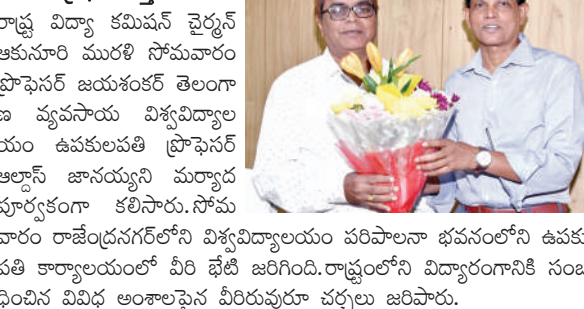 రాష్ట్ర విద్యా కమిషన్ చైర్మన్
ఆకునూరి మురళి సోమవారం
ప్రొఫెసర్ జయశంకర్ తెలంగా
ణ వ్యవసాయ విశ్వవిద్యాల
యం ఉపకులపతి ప్రొఫెసర్
ఆల్దాస్ జానయ్యని మర్యాద
పూర్వకంగా కలిసారు.సోమ
వారం రాజేంద్రనగర్‌లోని విశ్వవిద్యాలయం పరిపాలనా భవనంలోని ఉపకు
పతి కార్యాలయంలో వీరి భేటి జరిగింది.రాష్ట్రంలోని విద్యారంగానికి సంబ
ధించిన వివిధ అంశాలపైన వీరిరువురూ చర్చలు జరిపారు.